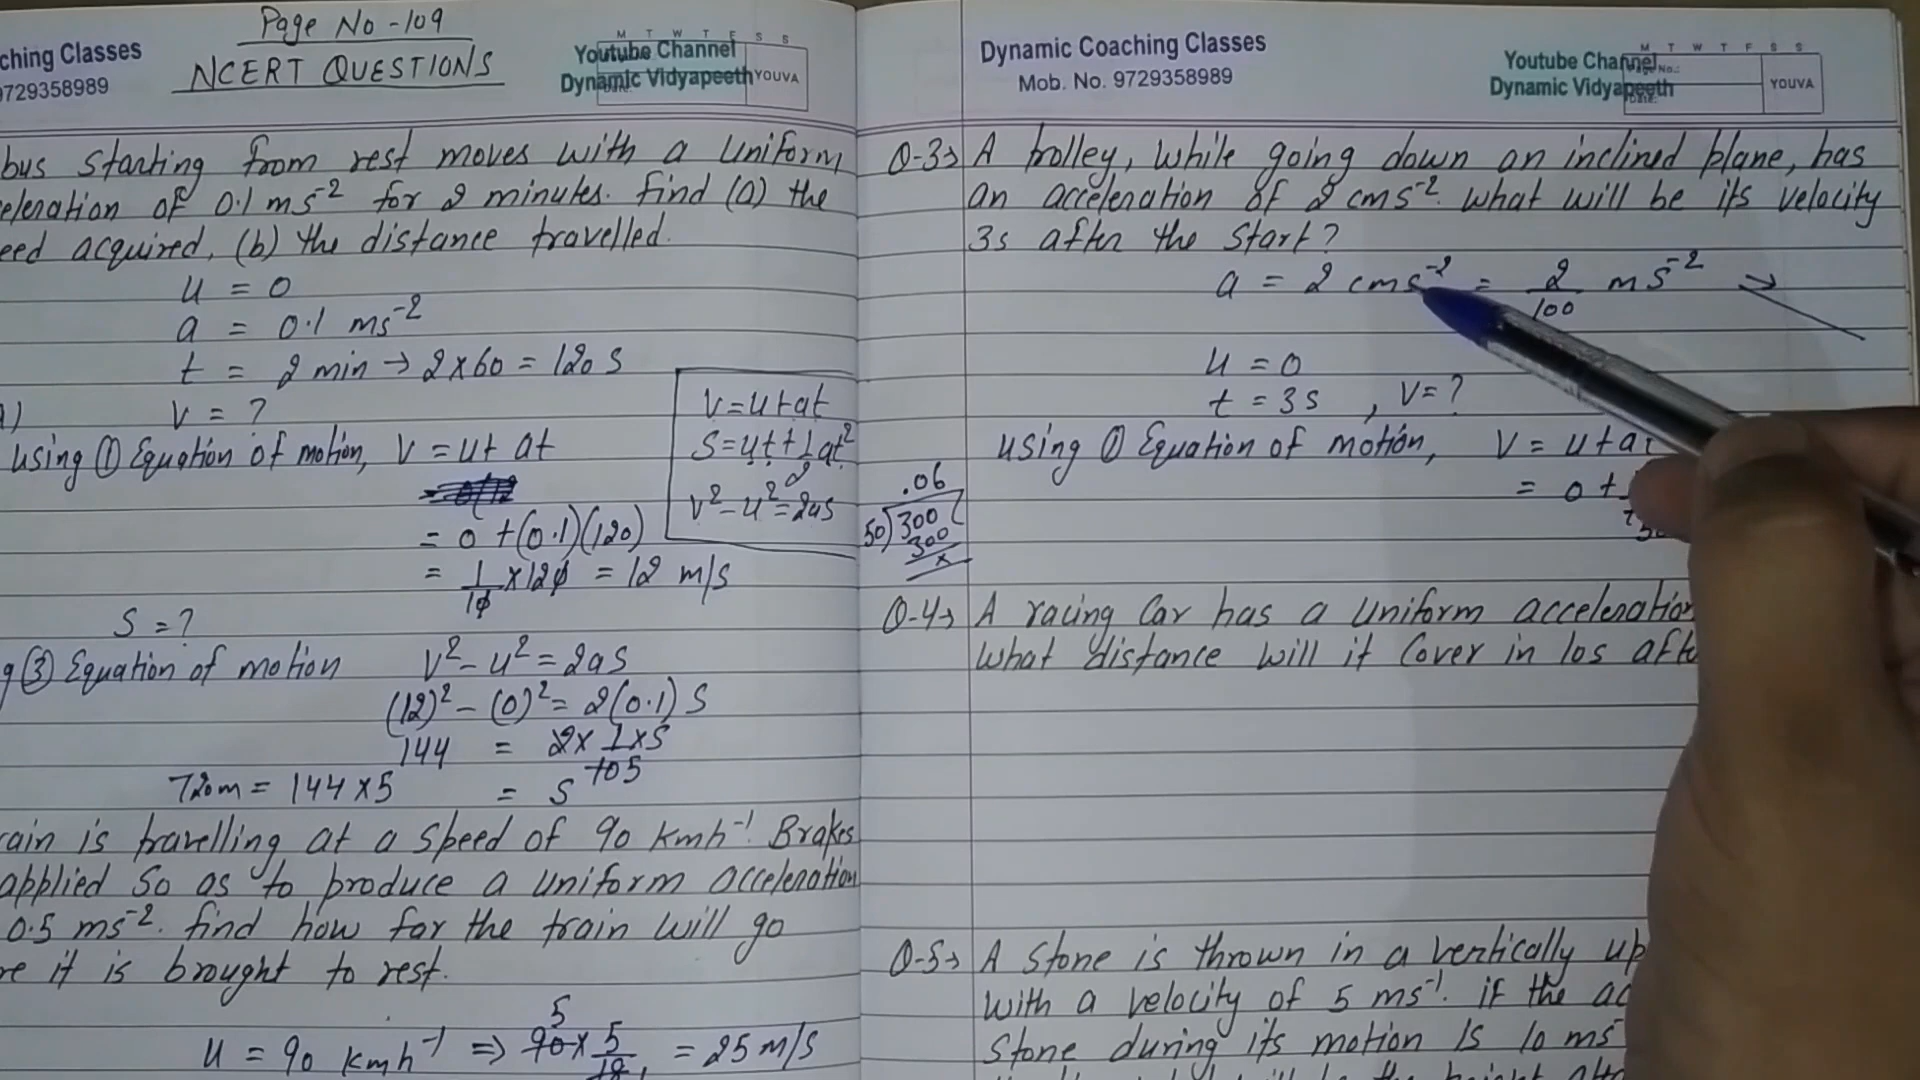 Page No - 109
NCERT QUESTIONS
ching Classes
9729358989
M T W T F S S
Youtube Channel
Dynamic Vidyapeeth
YOUVA
Date:
bus starting from rest moves with a uniform
eleration of 0.1 ms⁻² for 2 minutes. find (a) the
eed acquired, (b) the distance travelled.
u = 0
a = 0.1 ms⁻²
t = 2 min → 2×60 = 120 s
V = ?
using ① Equation of motion, V = u+at
= 0 + (0.1)(120)
= 1/10 × 120 = 12 m/s
V = u+at
S = ut + 1/2 at²
V² - u² = 2as
S = ?
g ③ Equation of motion V² - u² = 2as
(12)² - (0)² = 2(0.1) S
144 = 2 × 1/10 × S
720m = 144 × 5 = S
rain is travelling at a speed of 90 kmh⁻¹. Brakes
applied so as to produce a uniform acceleration
0.5 ms⁻². find how far the train will go
re it is brought to rest.
u = 90 kmh⁻¹ ⇒ 90 × 5/18 = 25 m/s
5
Dynamic Coaching Classes
Mob. No. 9729358989
M T W T F S S
Youtube Channel
Dynamic Vidyapeeth
Page No.:
Date:
YOUVA
Q-3→ A trolley, while going down an inclined plane, has
an acceleration of 2 cms⁻². what will be its velocity
3s after the start?
a = 2 cms⁻² = 2/100 ms⁻² →
u = 0
t = 3s , V = ?
using ① Equation of motion, V = u+at
= 0 +
.06
50)300
300
×
Q-4→ A racing Car has a uniform acceleration
What distance will it Cover in 10s afte
Q-5→ A stone is thrown in a vertically up
with a velocity of 5 ms⁻¹. if the ac
stone during its motion is 10 ms